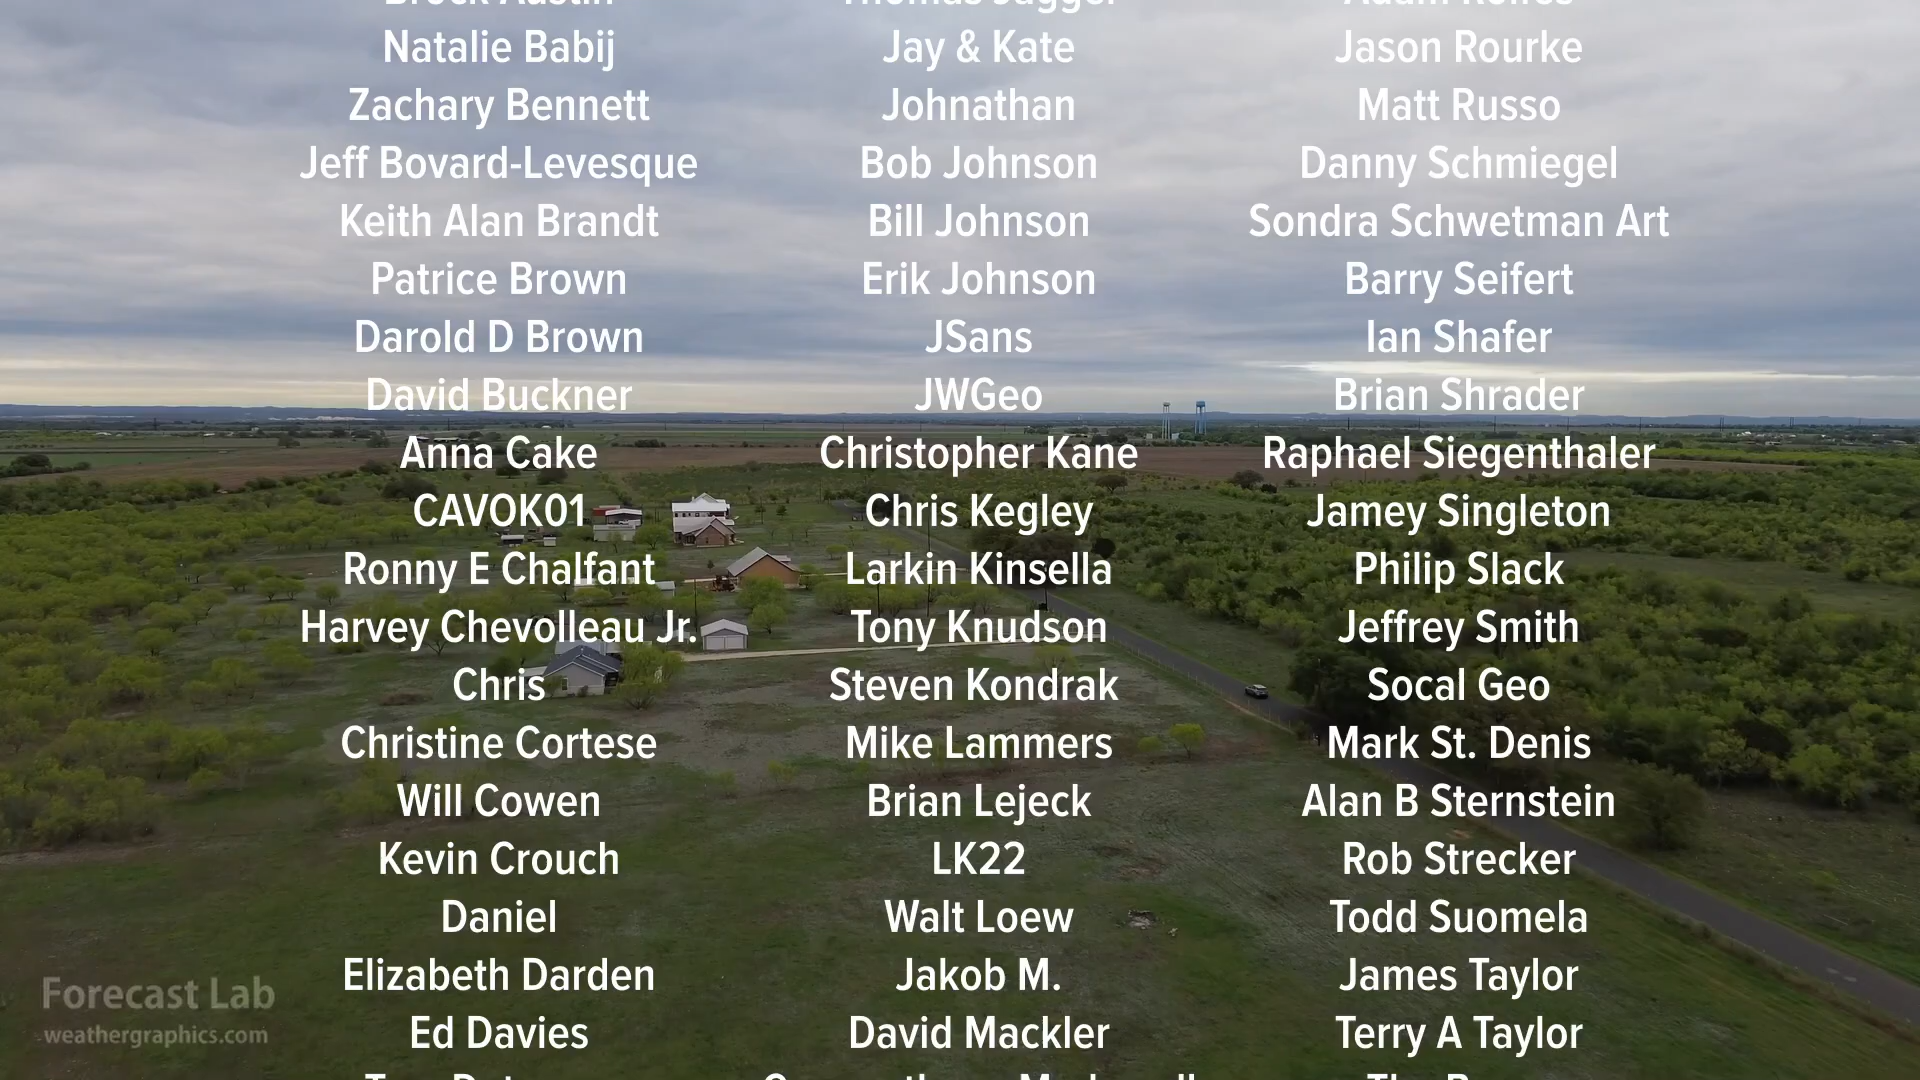 Natalie Babij
Zachary Bennett
Jeff Bovard-Levesque
Keith Alan Brandt
Patrice Brown
Darold D Brown
David Buckner
Anna Cake
CAVOK01
Ronny E Chalfant
Harvey Chevolleau Jr.
Chris
Christine Cortese
Will Cowen
Kevin Crouch
Daniel
Elizabeth Darden
Ed Davies
Jay & Kate
Johnathan
Bob Johnson
Bill Johnson
Erik Johnson
JSans
JWGeo
Christopher Kane
Chris Kegley
Larkin Kinsella
Tony Knudson
Steven Kondrak
Mike Lammers
Brian Lejeck
LK22
Walt Loew
Jakob M.
David Mackler
Jason Rourke
Matt Russo
Danny Schmiegel
Sondra Schwetman Art
Barry Seifert
Ian Shafer
Brian Shrader
Raphael Siegenthaler
Jamey Singleton
Philip Slack
Jeffrey Smith
Socal Geo
Mark St. Denis
Alan B Sternstein
Rob Strecker
Todd Suomela
James Taylor
Terry A Taylor
Forecast Lab
weathergraphics.com